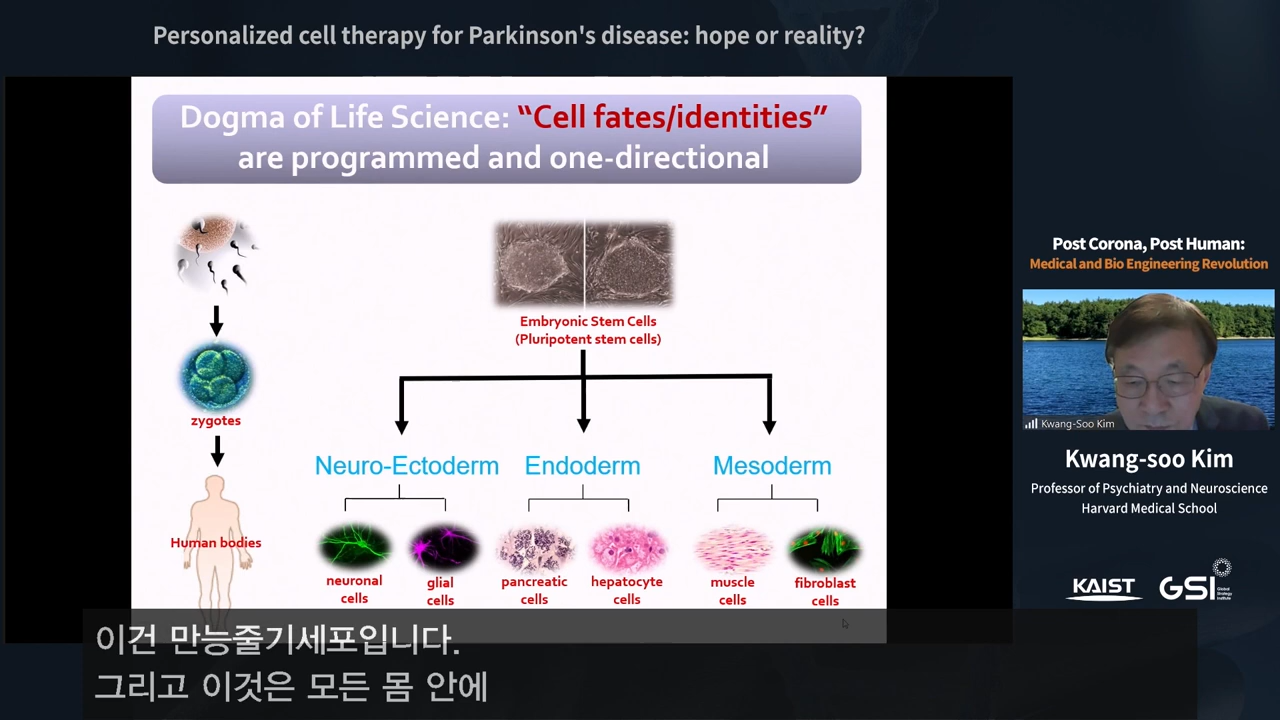 Personalized cell therapy for Parkinson's disease: hope or reality?
Dogma of Life Science: “Cell fates/identities”
are programmed and one-directional
Embryonic Stem Cells
(Pluripotent stem cells)
zygotes
Neuro-Ectoderm
Endoderm
Mesoderm
Human bodies
neuronal
cells
glial
cells
pancreatic
cells
hepatocyte
cells
muscle
cells
fibroblast
cells
Post Corona, Post Human:
Medical and Bio Engineering Revolution
Kwang-Soo Kim
Kwang-soo Kim
Professor of Psychiatry and Neuroscience
Harvard Medical School
KAIST
GSI
Global
Strategy
Institute
이건 만능줄기세포입니다.
그리고 이것은 모든 몸 안에